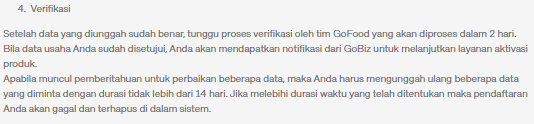 4. Verifikasi
Setelah data yang diunggah sudah benar, tunggu proses verifikasi oleh tim GoFood yang akan diproses dalam 2 hari.
Bila data usaha Anda sudah disetujui, Anda akan mendapatkan notifikasi dari GoBiz untuk melanjutkan layanan aktivasi
produk.
Apabila muncul pemberitahuan untuk perbaikan beberapa data, maka Anda harus mengunggah ulang beberapa data
yang diminta dengan durasi tidak lebih dari 14 hari. Jika melebihi durasi waktu yang telah ditentukan maka pendaftaran
Anda akan gagal dan terhapus di dalam sistem.